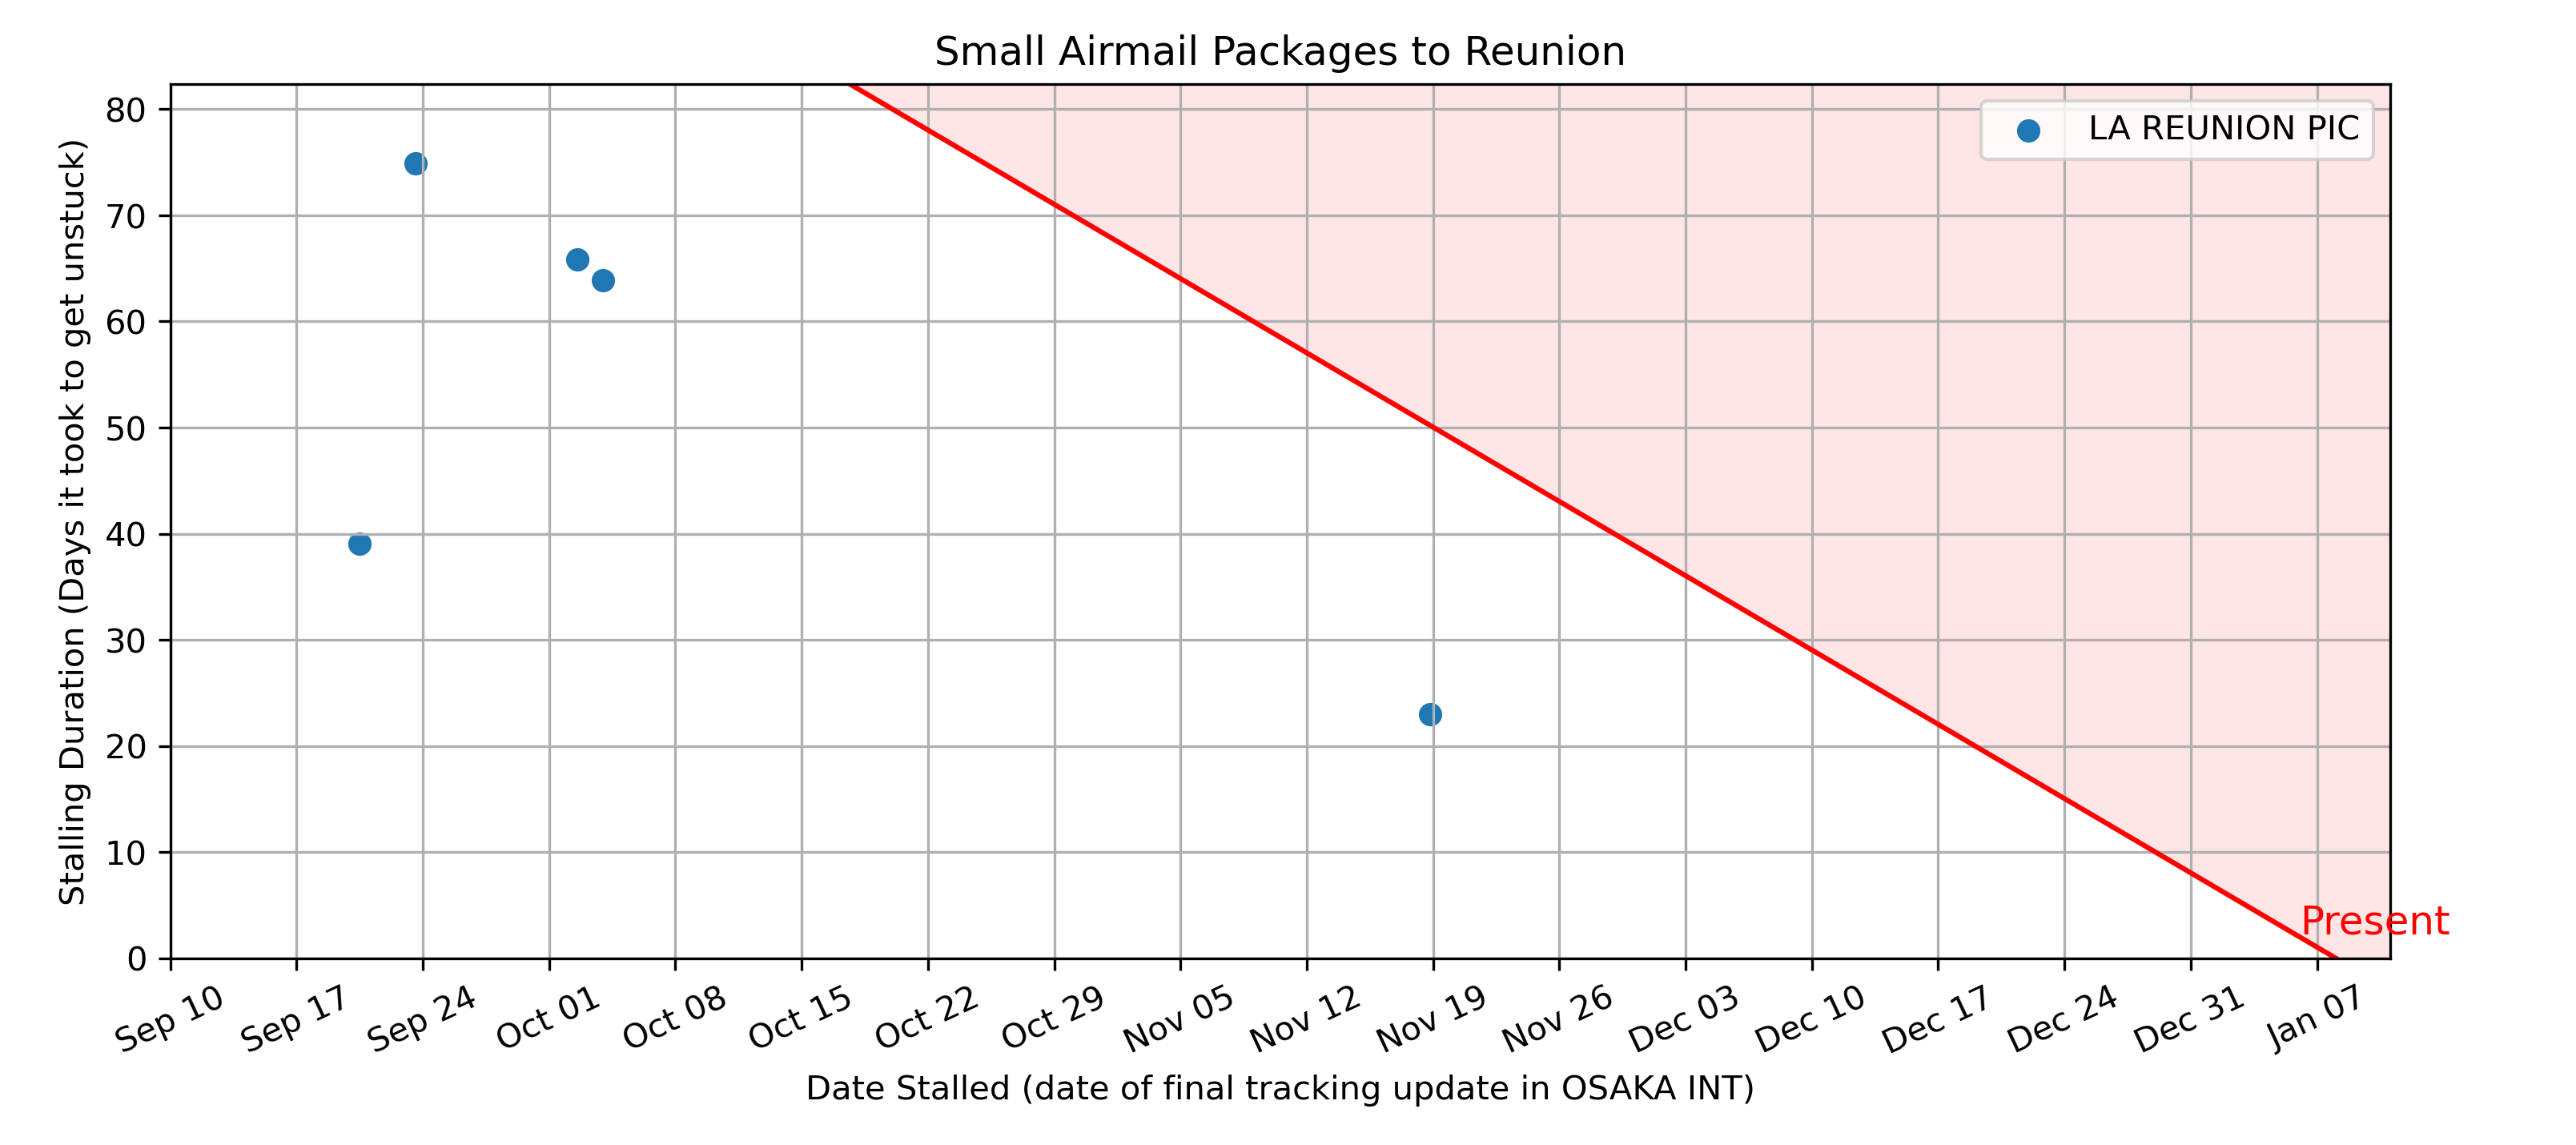 Small Airmail Packages to Reunion
LA REUNION PIC
Stalling Duration (Days it took to get unstuck)
80
70
60
50
40
30
20
10
0
Present
Sep 10 Sep 17 Sep 24 Oct 01 Oct 08 Oct 15 Oct 22 Oct 29 Nov 05 Nov 12 Nov 19 Nov 26 Dec 03 Dec 10 Dec 17 Dec 24 Dec 31 Jan 07
Date Stalled (date of final tracking update in OSAKA INT)